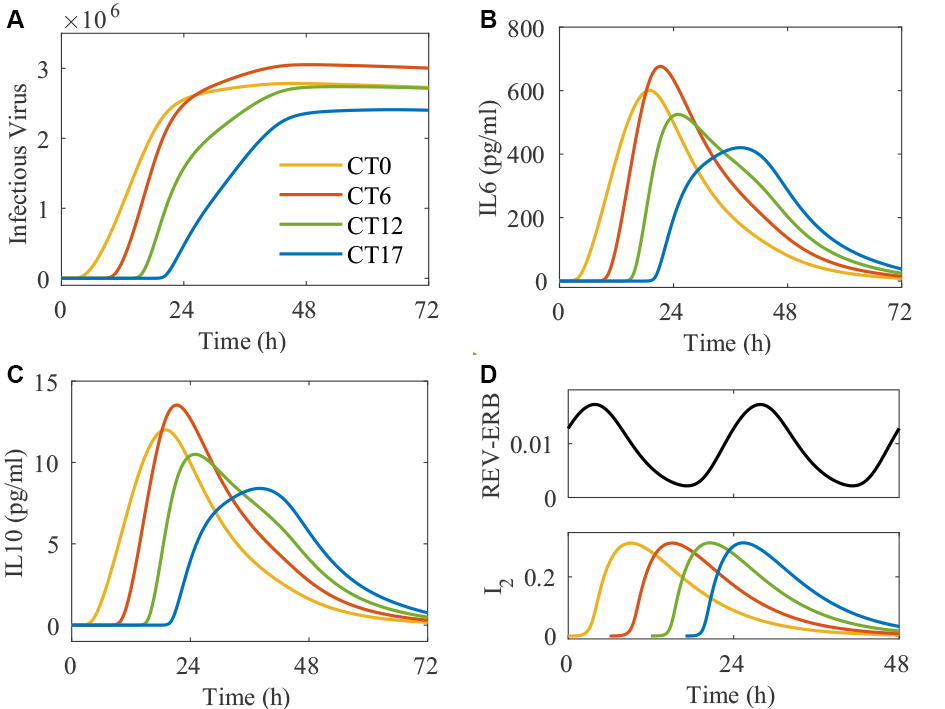 A
×10^6
Infectious Virus
3
2
1
0
CT0
CT6
CT12
CT17
0 24 48 72
Time (h)
B
IL6 (pg/ml)
800
600
400
200
0
0 24 48 72
Time (h)
C
IL10 (pg/ml)
15
10
5
0
0 24 48 72
Time (h)
D
REV-ERB
0.01
0
I_2
0.2
0
0 24 48
Time (h)